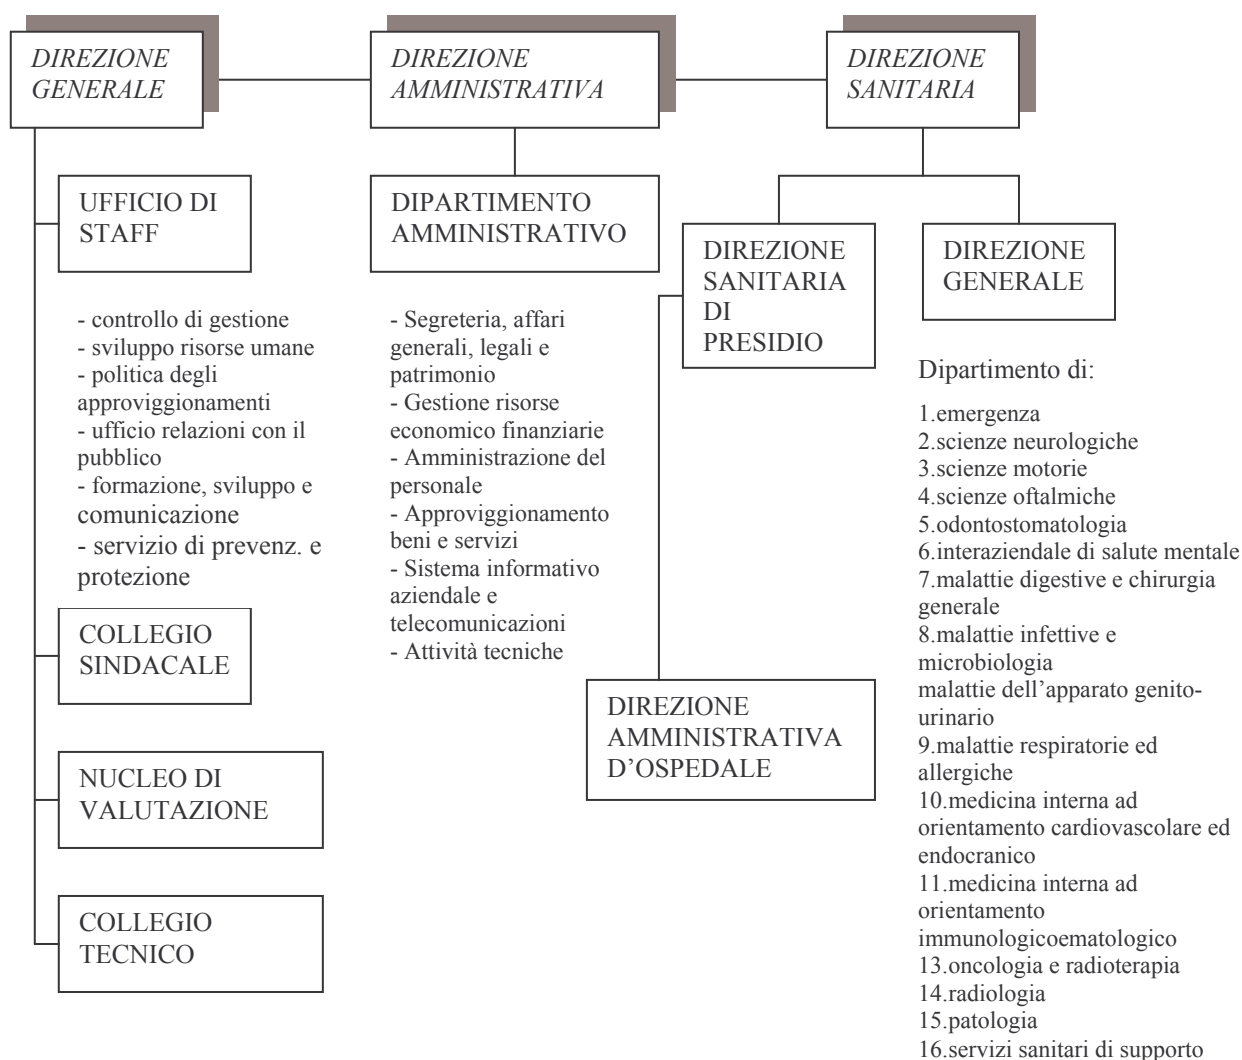 DIREZIONE
GENERALE
DIREZIONE
AMMINISTRATIVA
DIREZIONE
SANITARIA
UFFICIO DI
STAFF
- controllo di gestione
- sviluppo risorse umane
- politica degli
approviggionamenti
- ufficio relazioni con il
pubblico
- formazione, sviluppo e
comunicazione
- servizio di prevenz. e
protezione
COLLEGIO
SINDACALE
NUCLEO DI
VALUTAZIONE
COLLEGIO
TECNICO
DIPARTIMENTO
AMMINISTRATIVO
- Segreteria, affari
generali, legali e
patrimonio
- Gestione risorse
economico finanziarie
- Amministrazione del
personale
- Approviggionamento
beni e servizi
- Sistema informativo
aziendale e
telecomunicazioni
- Attività tecniche
DIREZIONE
SANITARIA
DI
PRESIDIO
DIREZIONE
AMMINISTRATIVA
D’OSPEDALE
DIREZIONE
GENERALE
Dipartimento di:
1.emergenza
2.scienze neurologiche
3.scienze motorie
4.scienze oftalmiche
5.odontostomatologia
6.interaziendale di salute mentale
7.malattie digestive e chirurgia
generale
8.malattie infettive e
microbiologia
malattie dell’apparato genito-
urinario
9.malattie respiratorie ed
allergiche
10.medicina interna ad
orientamento cardiovascolare ed
endocranico
11.medicina interna ad
orientamento
immunologicoematologico
13.oncologia e radioterapia
14.radiologia
15.patologia
16.servizi sanitari di supporto